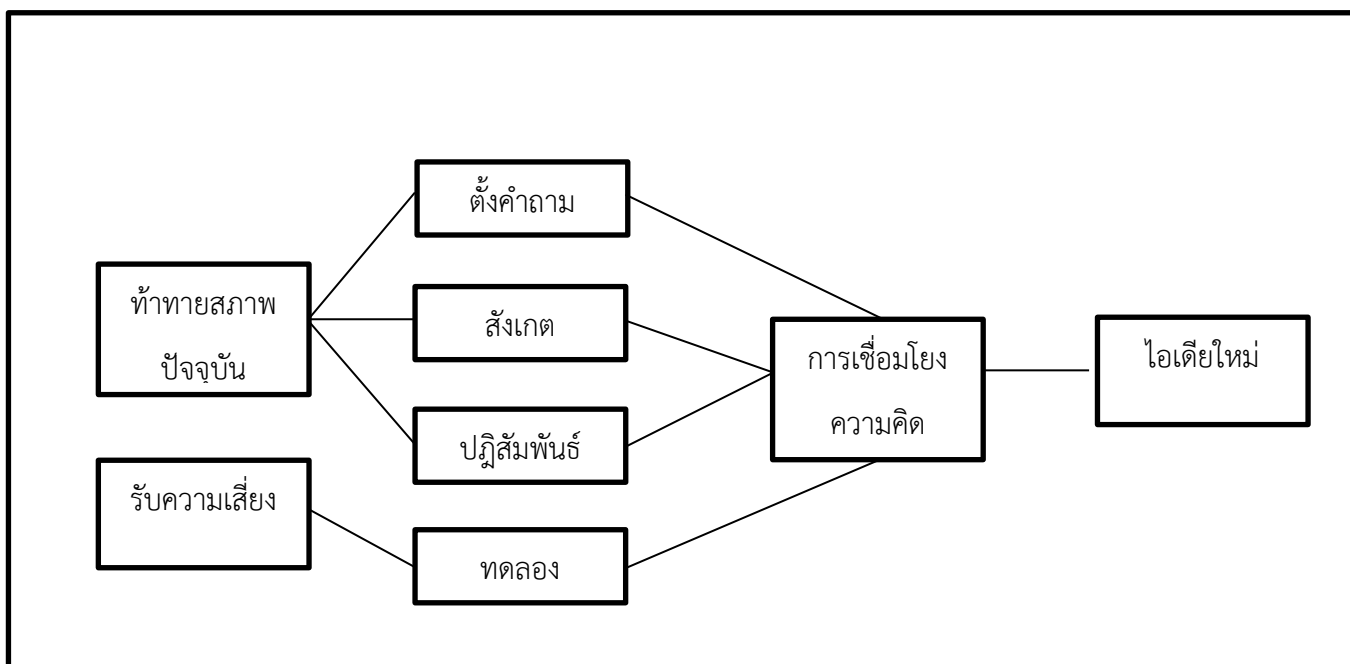 ตั้งคำถาม
ท้าทายสภาพ
ปัจจุบัน
สังเกต
ปฎิสัมพันธ์
รับความเสี่ยง
ทดลอง
การเชื่อมโยง
ความคิด
ไอเดียใหม่